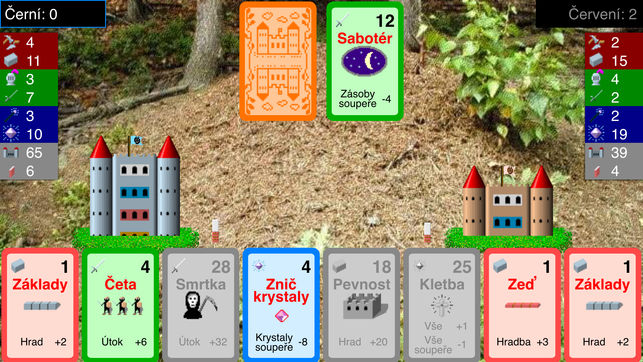 Černí: 0
Červení: 2
4
11
3
7
3
10
65
6
2
15
4
2
2
19
39
4
12
Sabotér
Zásoby
soupeře -4
1
Základy
Hrad +2
4
Četa
Útok +6
28
Smrtka
Útok +32
4
Znič
krystaly
Krystaly
soupeře -8
18
Pevnost
Hrad +20
25
Kletba
Vše +1
Vše
soupeře -1
1
Zeď
Hradba +3
1
Základy
Hrad +2